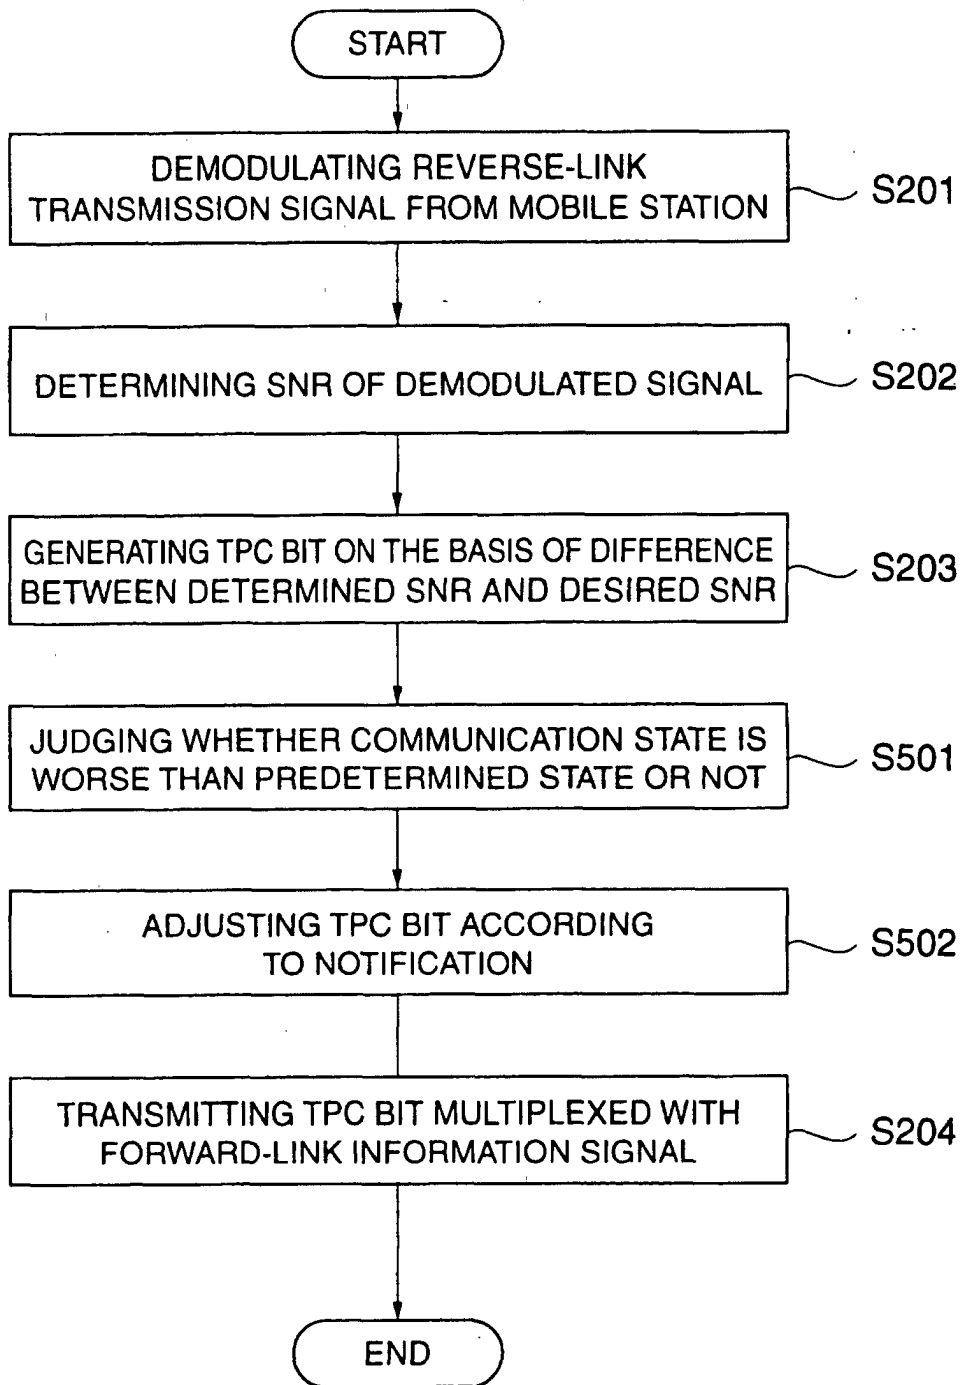 START
DEMODULATING REVERSE-LINK
TRANSMISSION SIGNAL FROM MOBILE STATION
S201
DETERMINING SNR OF DEMODULATED SIGNAL
S202
GENERATING TPC BIT ON THE BASIS OF DIFFERENCE
BETWEEN DETERMINED SNR AND DESIRED SNR
S203
JUDGING WHETHER COMMUNICATION STATE IS
WORSE THAN PREDETERMINED STATE OR NOT
S501
ADJUSTING TPC BIT ACCORDING
TO NOTIFICATION
S502
TRANSMITTING TPC BIT MULTIPLEXED WITH
FORWARD-LINK INFORMATION SIGNAL
S204
END